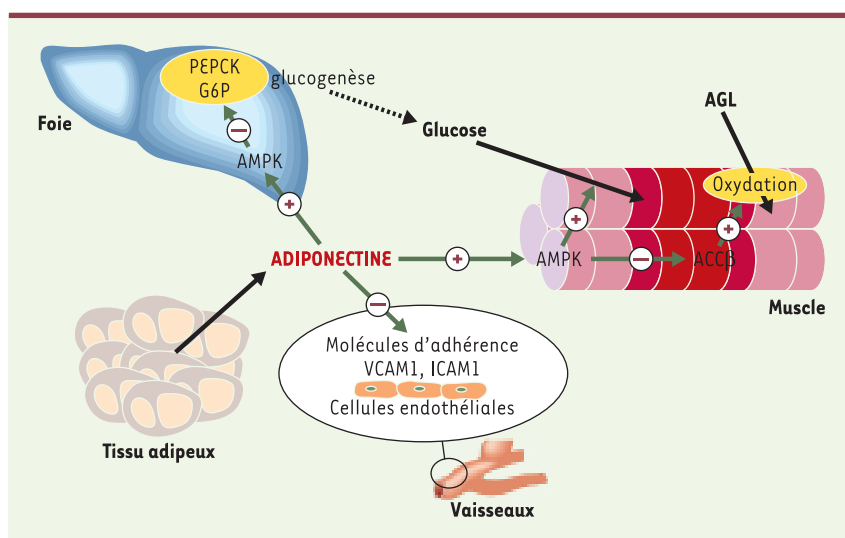 PEPCK
G6P
glucogenèse
Foie
AMPK
Glucose
AGL
Oxydation
ADIPONECTINE
AMPK
ACCβ
Muscle
Molécules d'adhérence
VCAM1, ICAM1
Cellules endothéliales
Tissu adipeux
Vaisseaux
+
+
+
+
−
−
−